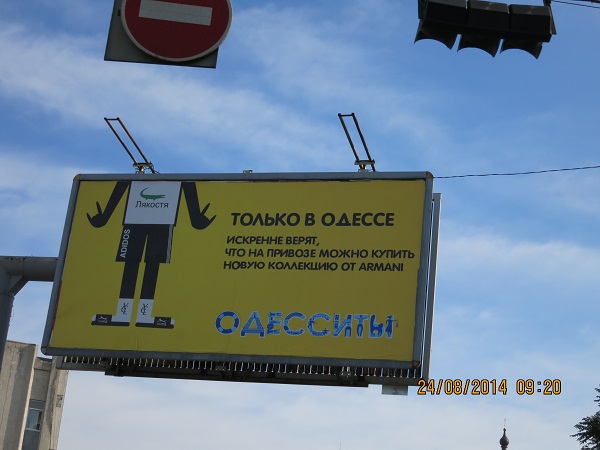 Лякостя
ADIDOS
ТОЛЬКО В ОДЕССЕ
ИСКРЕННЕ ВЕРЯТ,
ЧТО НА ПРИВОЗЕ МОЖНО КУПИТЬ
НОВУЮ КОЛЛЕКЦИЮ ОТ ARMANI
ОДЕССИТЫ
24/08/2014 09:20